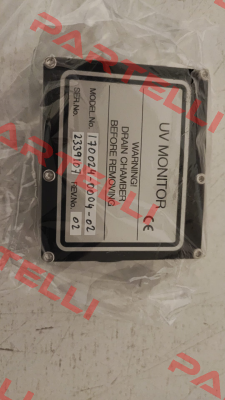 UV MONITOR
CE
WARNING!
DRAIN CHAMBER
BEFORE REMOVING
MODEL No. 170024-0004-02
SER.No. 2339107 REV.No. 02
PARTELLI